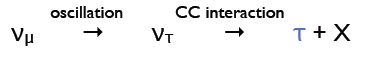 oscillation CC interaction
νμ → ντ → τ + X